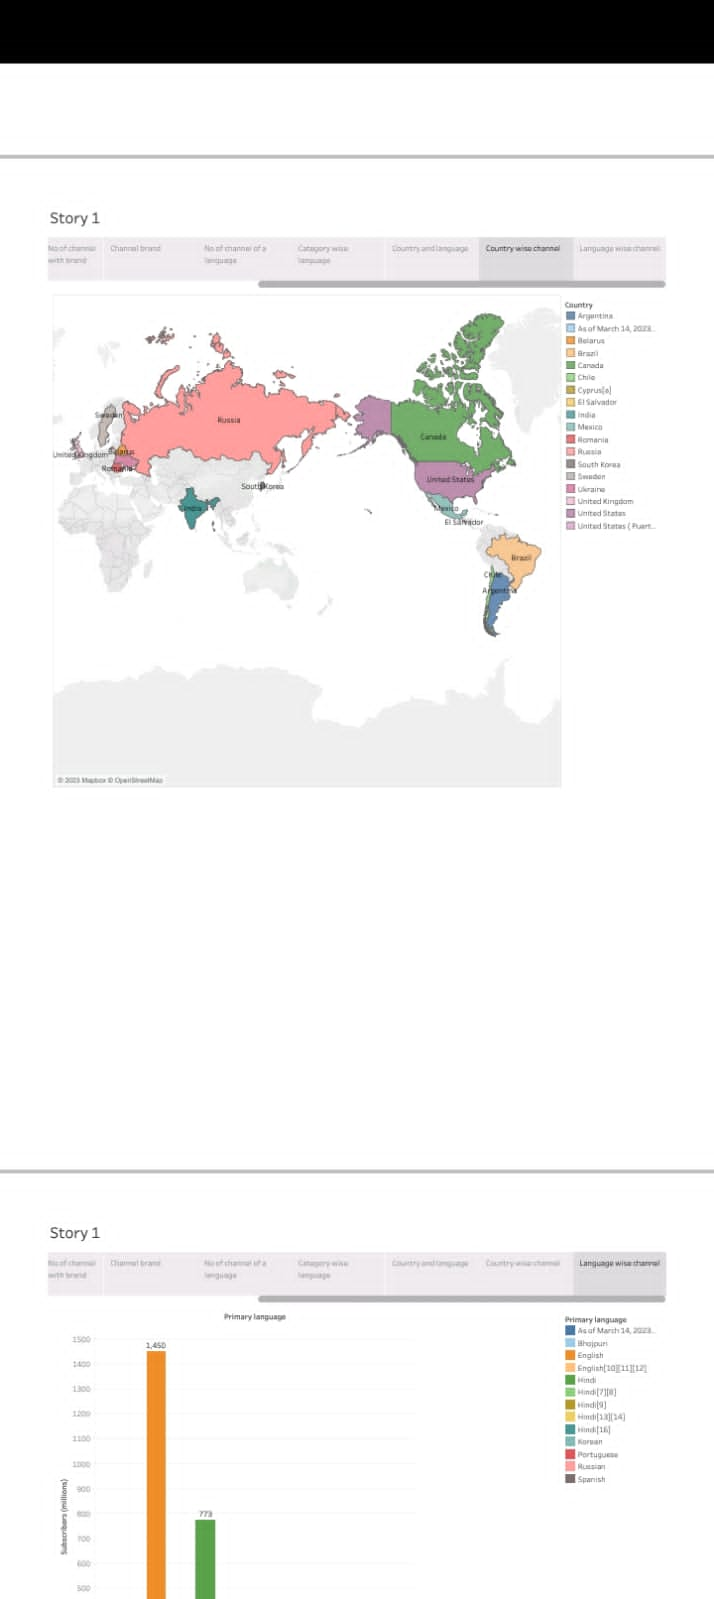 Story 1
No of channel with brand
Channel brand
No of channel of a language
Category wise language
Country and language
Country wise channel
Language wise channel
Country
Argentina
As of March 14, 2023..
Belarus
Brazil
Canada
Chile
Cyprus[a]
El Salvador
India
Mexico
Romania
Russia
South Korea
Sweden
Ukraine
United Kingdom
United States
United States ( Puert..
Sweden
Russia
United Kingdom
Belarus
Romania
South Korea
India
Canada
United States
Mexico
El Salvador
Brazil
Chile
Argentina
© 2023 Mapbox © OpenStreetMap
Story 1
No of channel with brand
Channel brand
No of channel of a language
Category wise language
Country and language
Country wise channel
Language wise channel
Primary language
1500
1,450
1400
1300
1200
1100
1000
900
800
773
700
600
500
Subscribers (millions)
Primary language
As of March 14, 2023..
Bhojpuri
English
English[10][11][12]
Hindi
Hindi[7][8]
Hindi[9]
Hindi[13][14]
Hindi[16]
Korean
Portuguese
Russian
Spanish